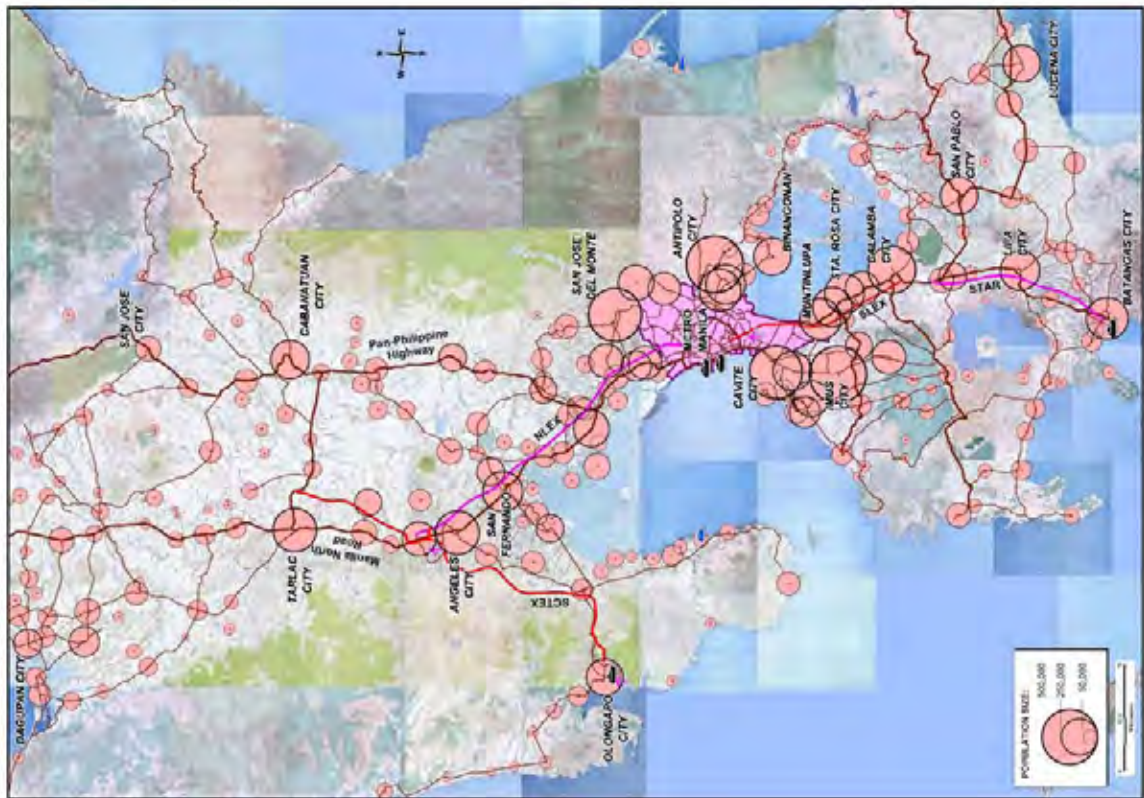 E
W
DAGUPAN CITY
SAN JOSE
CITY
CABANATUAN
CITY
TARLAC
CITY
Manila North
Road
Pan-Philippine
Highway
ANGELES
CITY
SAN
FERNANDO
NLEX
SCTEX
OLONGAPO
CITY
SAN JOSE
DEL MONTE
ANTIPOLO
CITY
METRO
MANILA
BINANGONAN
MUNTINLUPA
STA. ROSA CITY
CALAMBA
CITY
SLEX
CAVITE
CITY
IMUS
CITY
SAN PABLO
CITY
LUCENA CITY
STAR
LIPA
CITY
BATANGAS CITY
POPULATION SIZE:
500,000
250,000
50,000